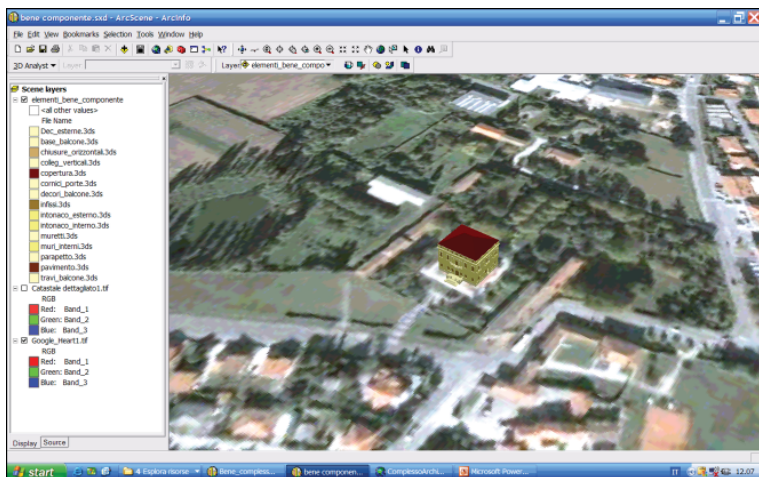 bene componente.sxd - ArcScene - ArcInfo
File Edit View Bookmarks Selection Tools Window Help
3D Analyst Layer: Layer: elementi_bene_compo
Scene layers
elementi_bene_componente
<all other values>
File Name
Dec_esterne.3ds
base_balcone.3ds
chiusure_orizzontali.3ds
colleg_verticali.3ds
copertura.3ds
cornici_porte.3ds
decori_balcone.3ds
infissi.3ds
intonaco_esterno.3ds
intonaco_interno.3ds
muretti.3ds
muri_interni.3ds
parapetto.3ds
pavimento.3ds
travi_balcone.3ds
Catastale dettagliato1.tif
RGB
Red: Band_1
Green: Band_2
Blue: Band_3
Google_Heart1.tif
RGB
Red: Band_1
Green: Band_2
Blue: Band_3
Display Source
start 4 Esplora risorse Bene_compless... bene componen... ComplessoArchi... Microsoft Power... IT 12.07